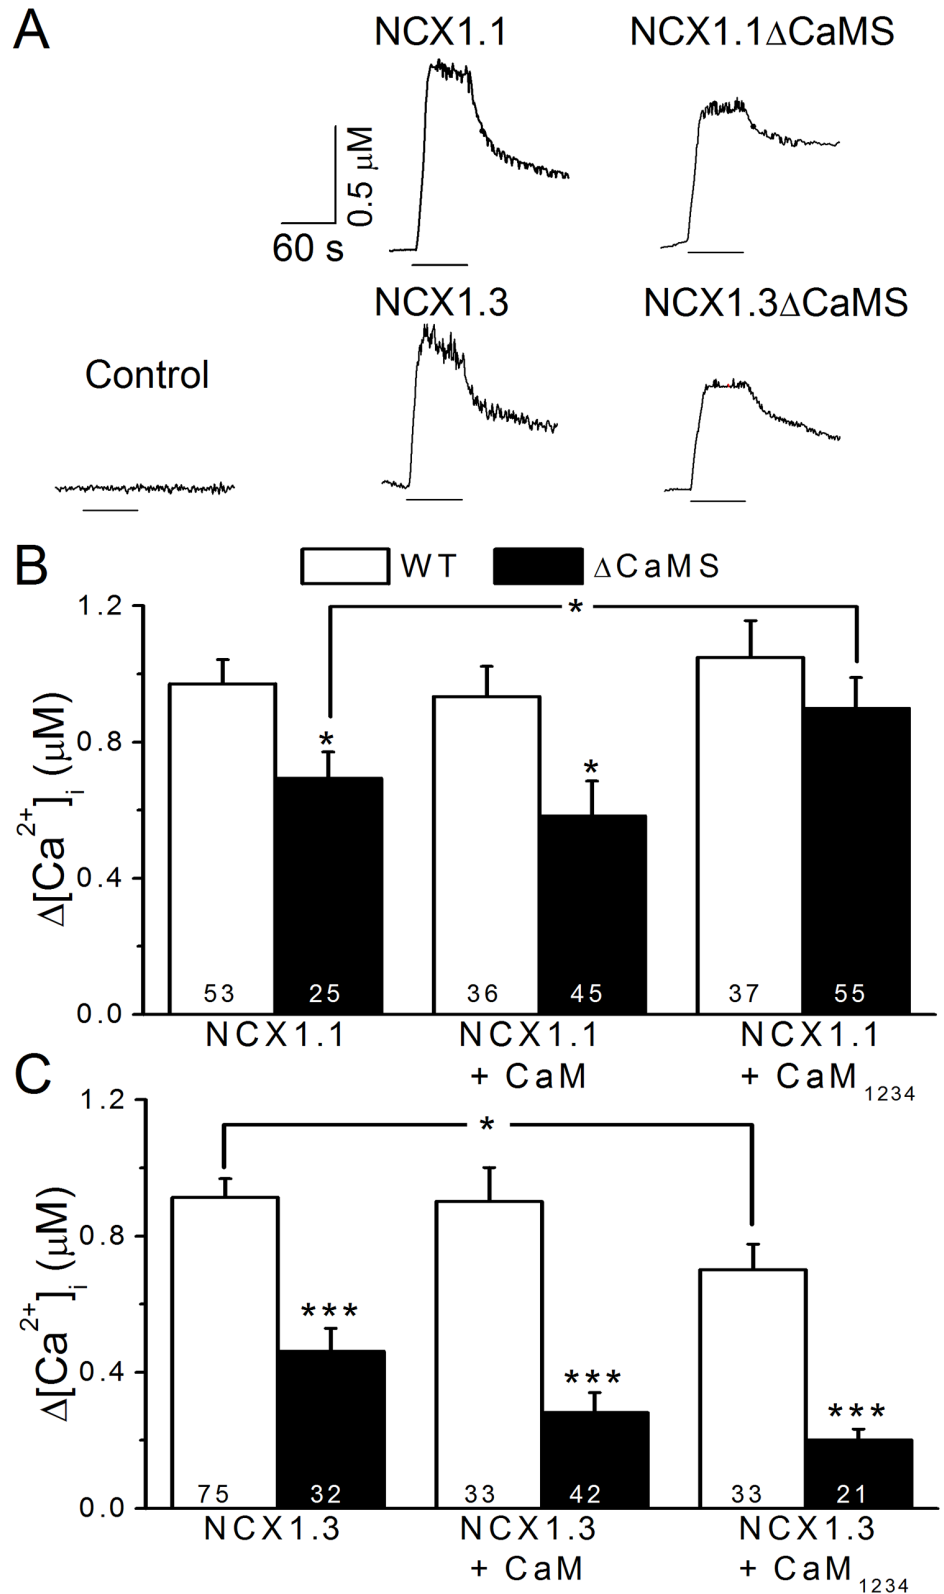 A
NCX1.1
NCX1.1ΔCaMS
0.5 μM
60 s
NCX1.3
NCX1.3ΔCaMS
Control
B
WT
ΔCaMS
1.2
*
0.8
*
*
0.4
0.0
Δ[Ca2+]i (μM)
53
25
36
45
37
55
NCX1.1
NCX1.1
+ CaM
NCX1.1
+ CaM1234
C
1.2
*
0.8
***
0.4
***
***
0.0
Δ[Ca2+]i (μM)
75
32
33
42
33
21
NCX1.3
NCX1.3
+ CaM
NCX1.3
+ CaM1234